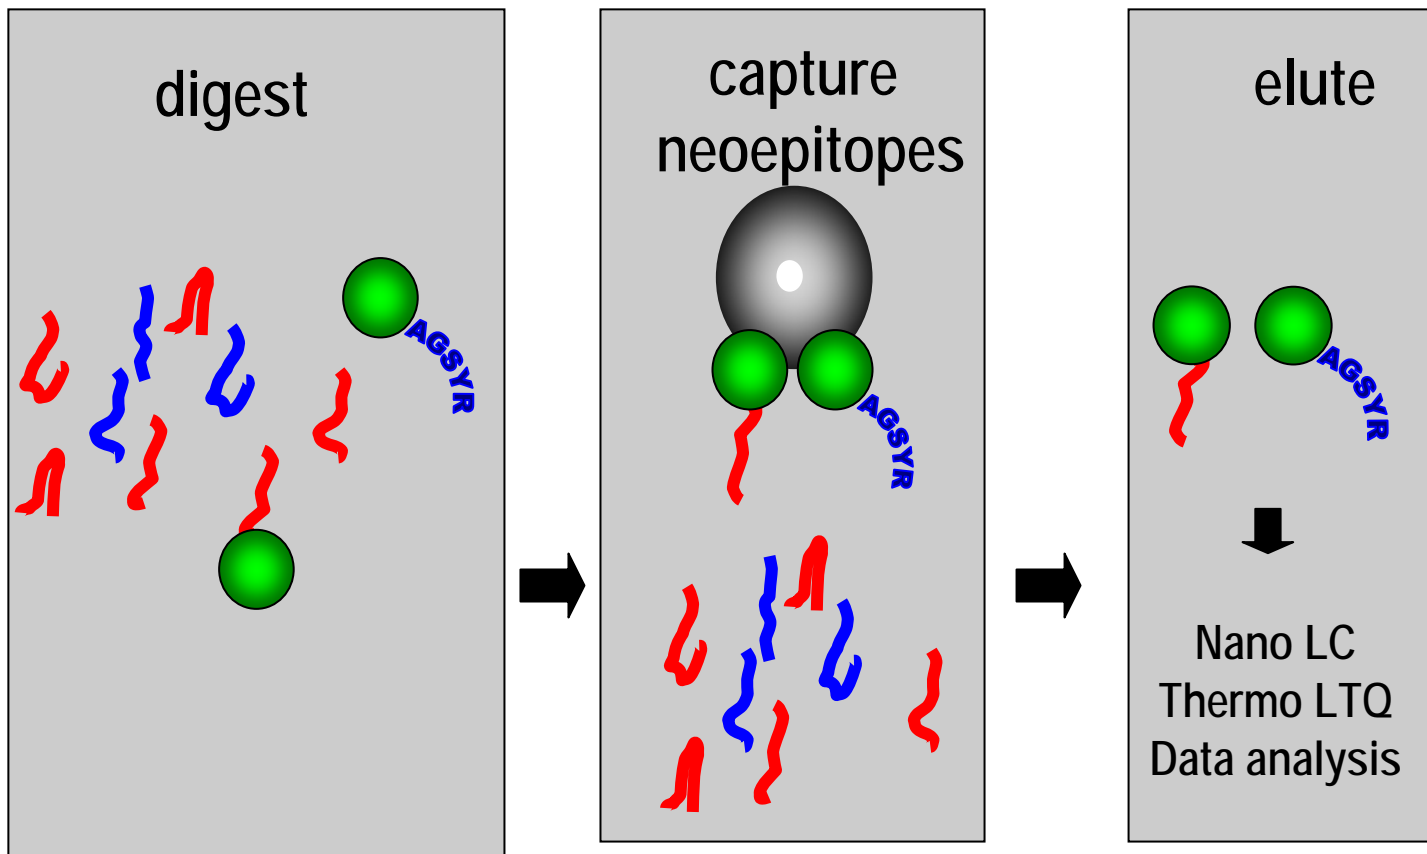 digest
AGSYR
capture
neoepitopes
AGSYR
elute
AGSYR
Nano LC
Thermo LTQ
Data analysis